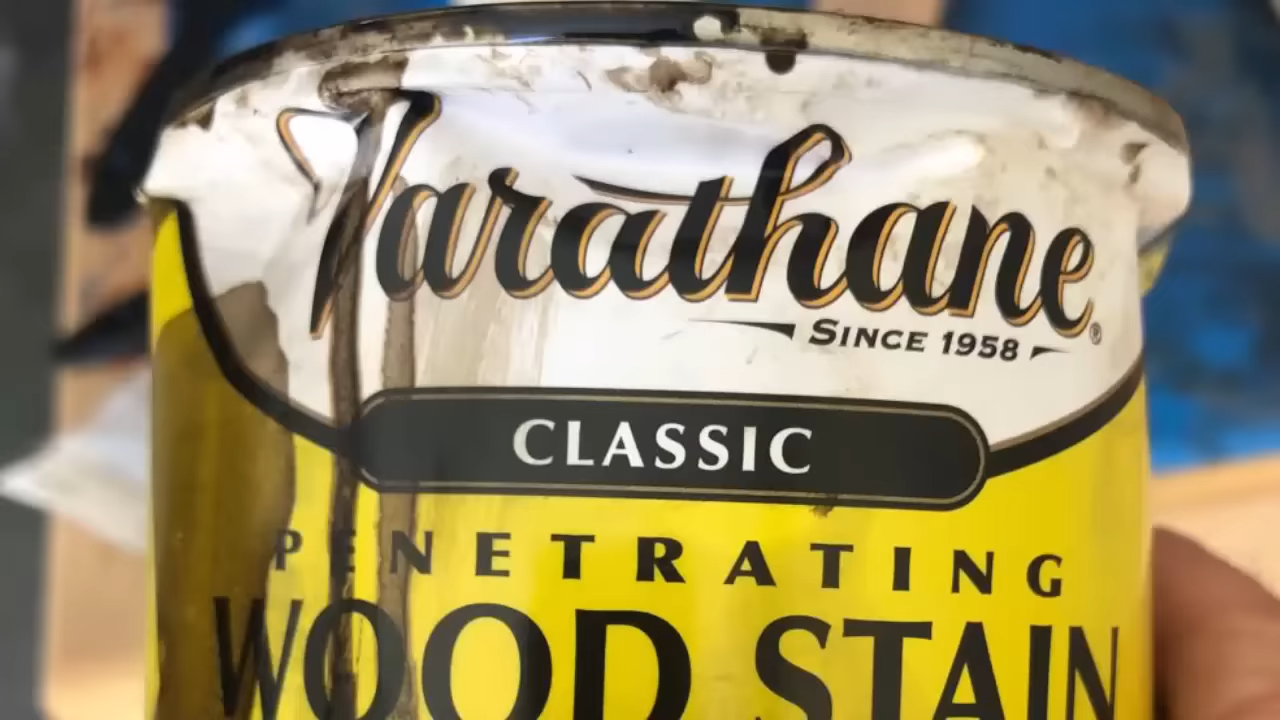 Varathane®
SINCE 1958
CLASSIC
PENETRATING
WOOD STAIN